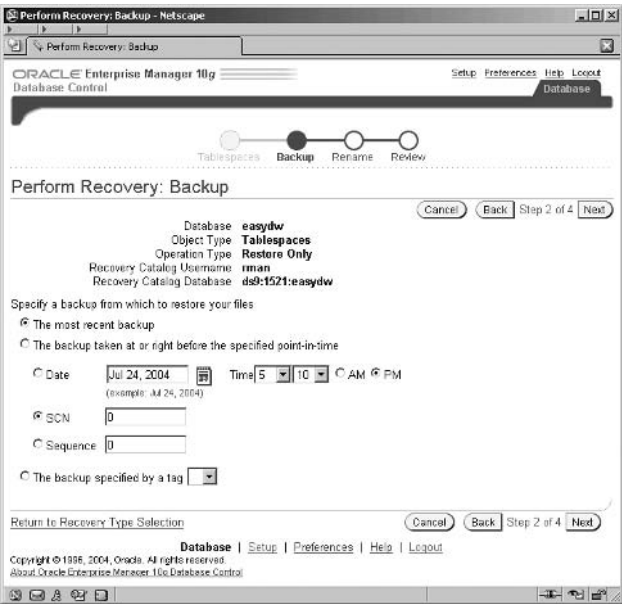 Perform Recovery: Backup - Netscape
Perform Recovery: Backup
ORACLE Enterprise Manager 10g
Database Control
Setup Preferences Help Logout
Database
Tablespaces Backup Rename Review
Perform Recovery: Backup
Cancel Back Step 2 of 4 Next
Database easydw
Object Type Tablespaces
Operation Type Restore Only
Recovery Catalog Username rman
Recovery Catalog Database ds9:1521:easydw
Specify a backup from which to restore your files
The most recent backup
The backup taken at or right before the specified point-in-time
Date Jul 24, 2004 Time 5 10 AM PM
(example: Jul 24, 2004)
SCN 0
Sequence 0
The backup specified by a tag
Return to Recovery Type Selection
Cancel Back Step 2 of 4 Next
Database | Setup | Preferences | Help | Logout
Copyright © 1996, 2004, Oracle. All rights reserved.
About Oracle Enterprise Manager 10g Database Control